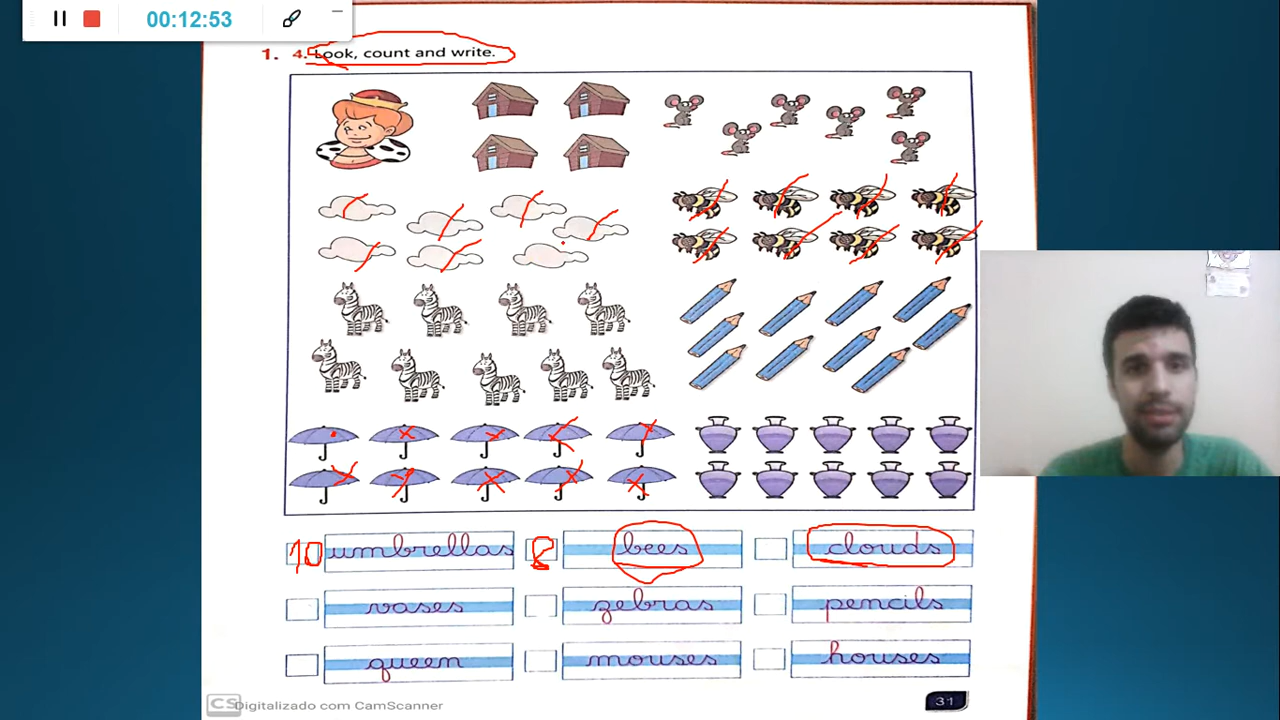 00:12:53
1. 4. Look, count and write.
10 umbrellas 8 bees clouds
vases zebras pencils
queen mouses houses
CS Digitalizado com CamScanner
31